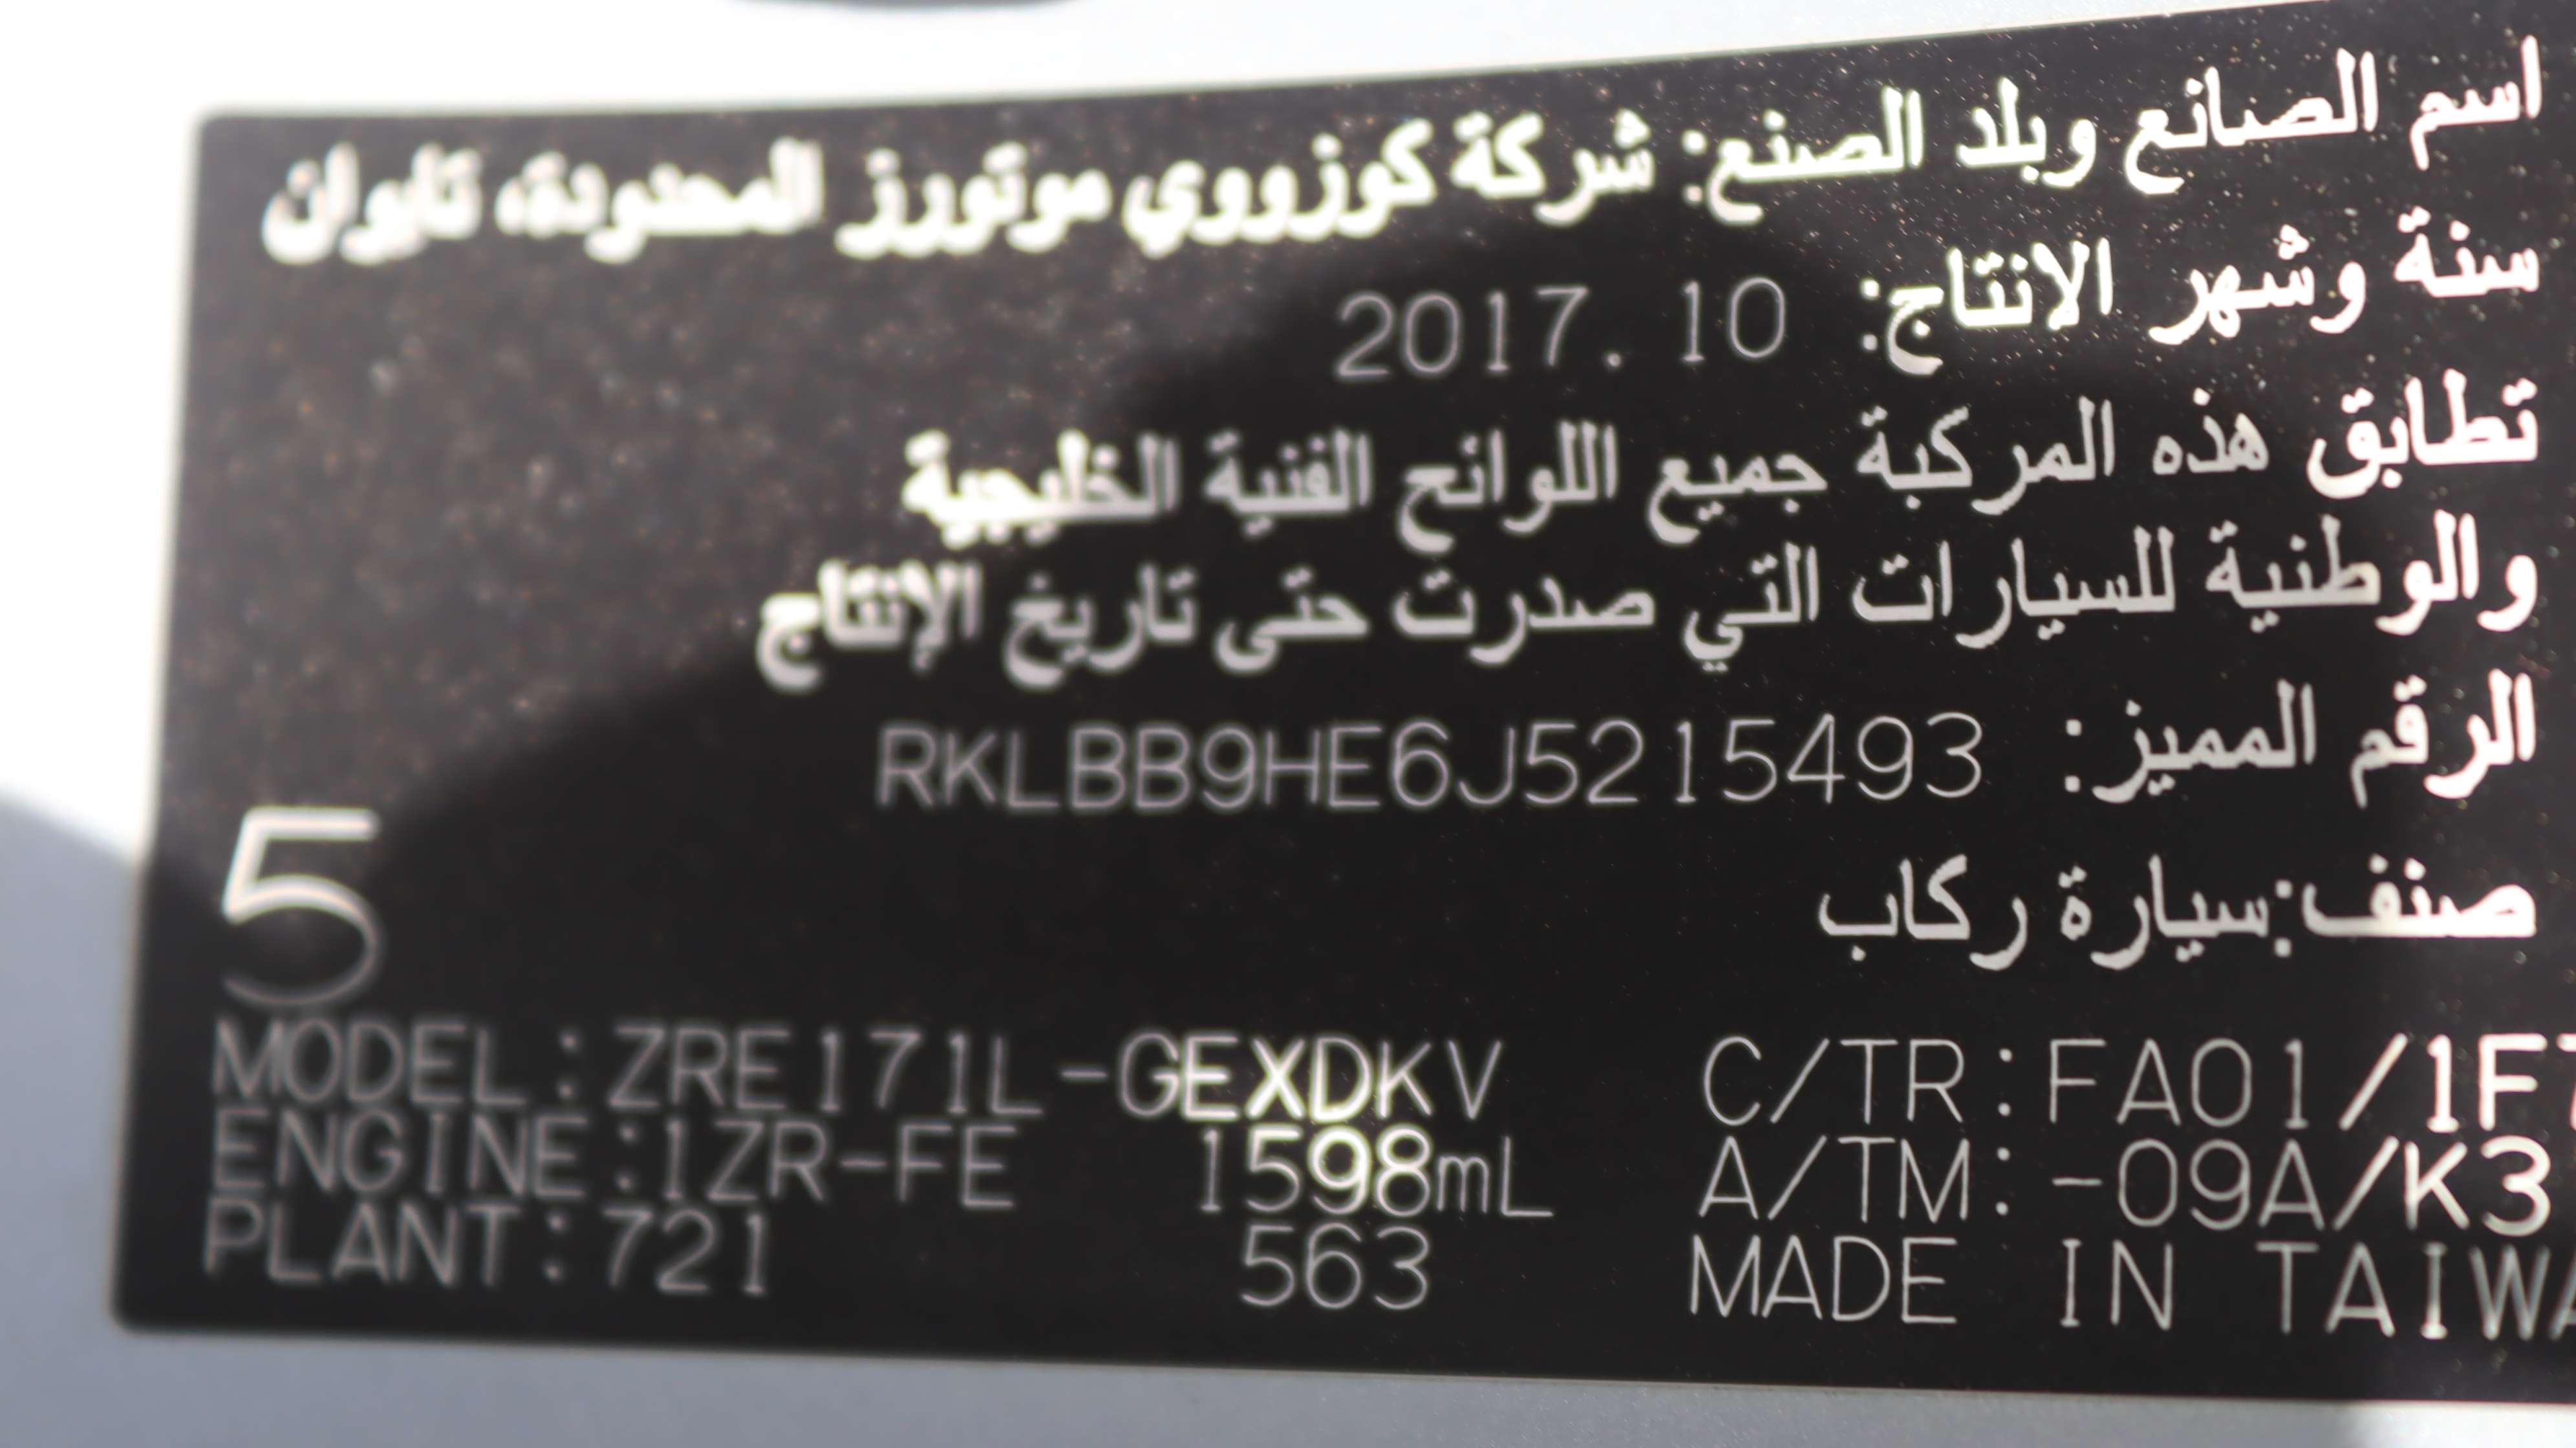 اسم الصانع وبلد الصنع: شركة كوزووي موتورز المحدودة، تايوان
سنة وشهر الانتاج: 2017.10
تطابق هذه المركبة جميع اللوائح الفنية الخليجية
والوطنية للسيارات التي صدرت حتى تاريخ الإنتاج
الرقم المميز: RKLBB9HE6J5215493
صنف:سيارة ركاب
5
MODEL:ZRE171L-GEXDKV C/TR:FA01/1F
ENGINE:1ZR-FE 1598mL A/TM:-09A/K3
PLANT:721 563 MADE IN